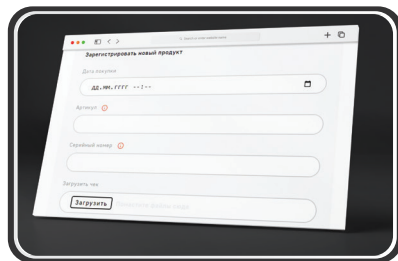 Зарегистрировать новый продукт
Дата покупки
ДД.ММ.ГГГГ --:--
Артикул
Серийный номер
Загрузить чек
Загрузить